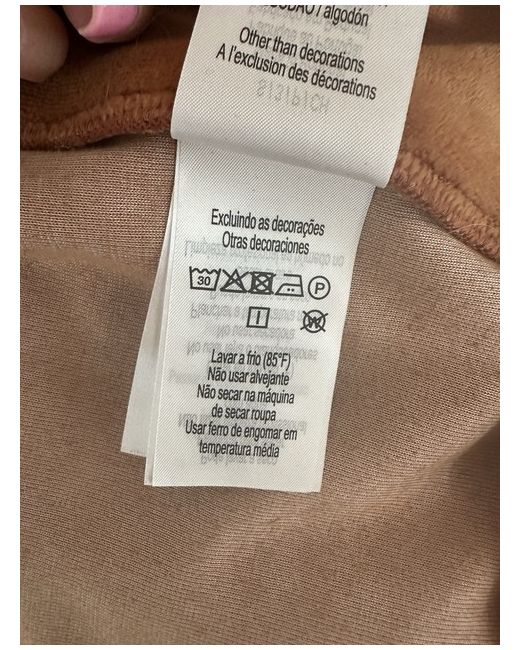 / algodón
Other than decorations
A l'exclusion des décorations
Excluindo as decorações
Otras decoraciones
30 P
W
Lavar a frio (85°F)
Não usar alvejante
Não secar na máquina
de secar roupa
Usar ferro de engomar em
temperatura média